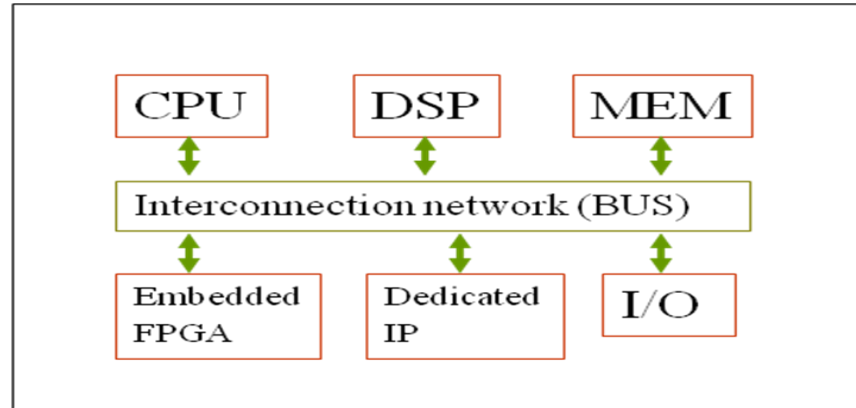 CPU
DSP
MEM
Interconnection network (BUS)
Embedded
FPGA
Dedicated
IP
I/O